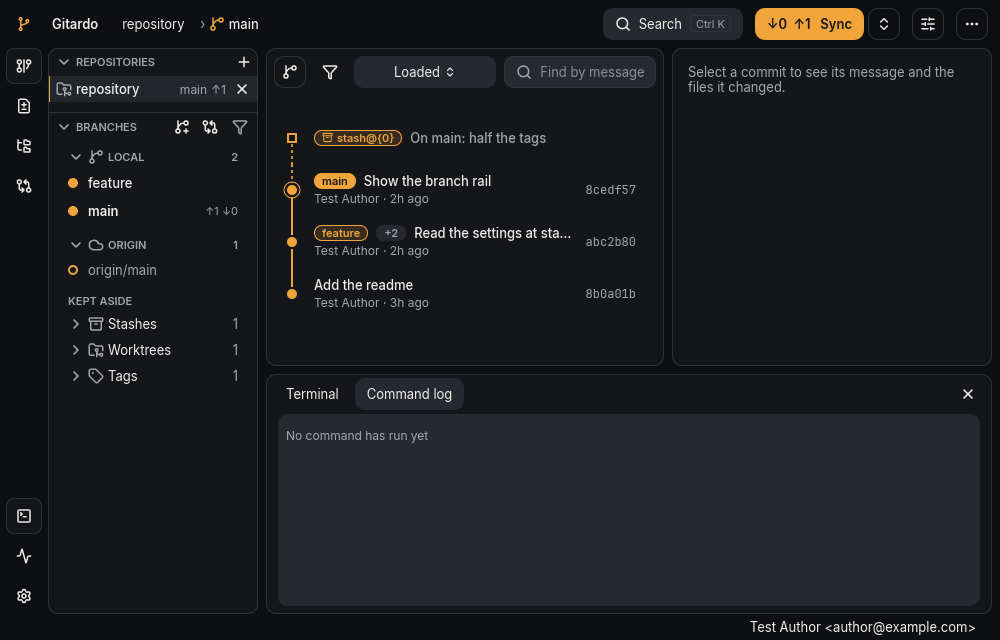 Gitardo repository › main Search Ctrl K ↓0 ↑1 Sync
REPOSITORIES
repository main ↑1
BRANCHES
LOCAL 2
feature
main ↑1 ↓0
ORIGIN 1
origin/main
KEPT ASIDE
Stashes 1
Worktrees 1
Tags 1
Loaded Find by message
stash@{0} On main: half the tags
main Show the branch rail
Test Author · 2h ago 8cedf57
feature +2 Read the settings at sta...
Test Author · 2h ago abc2b80
Add the readme
Test Author · 3h ago 8b0a01b
Select a commit to see its message and the
files it changed.
Terminal Command log
No command has run yet
Test Author <author@example.com>